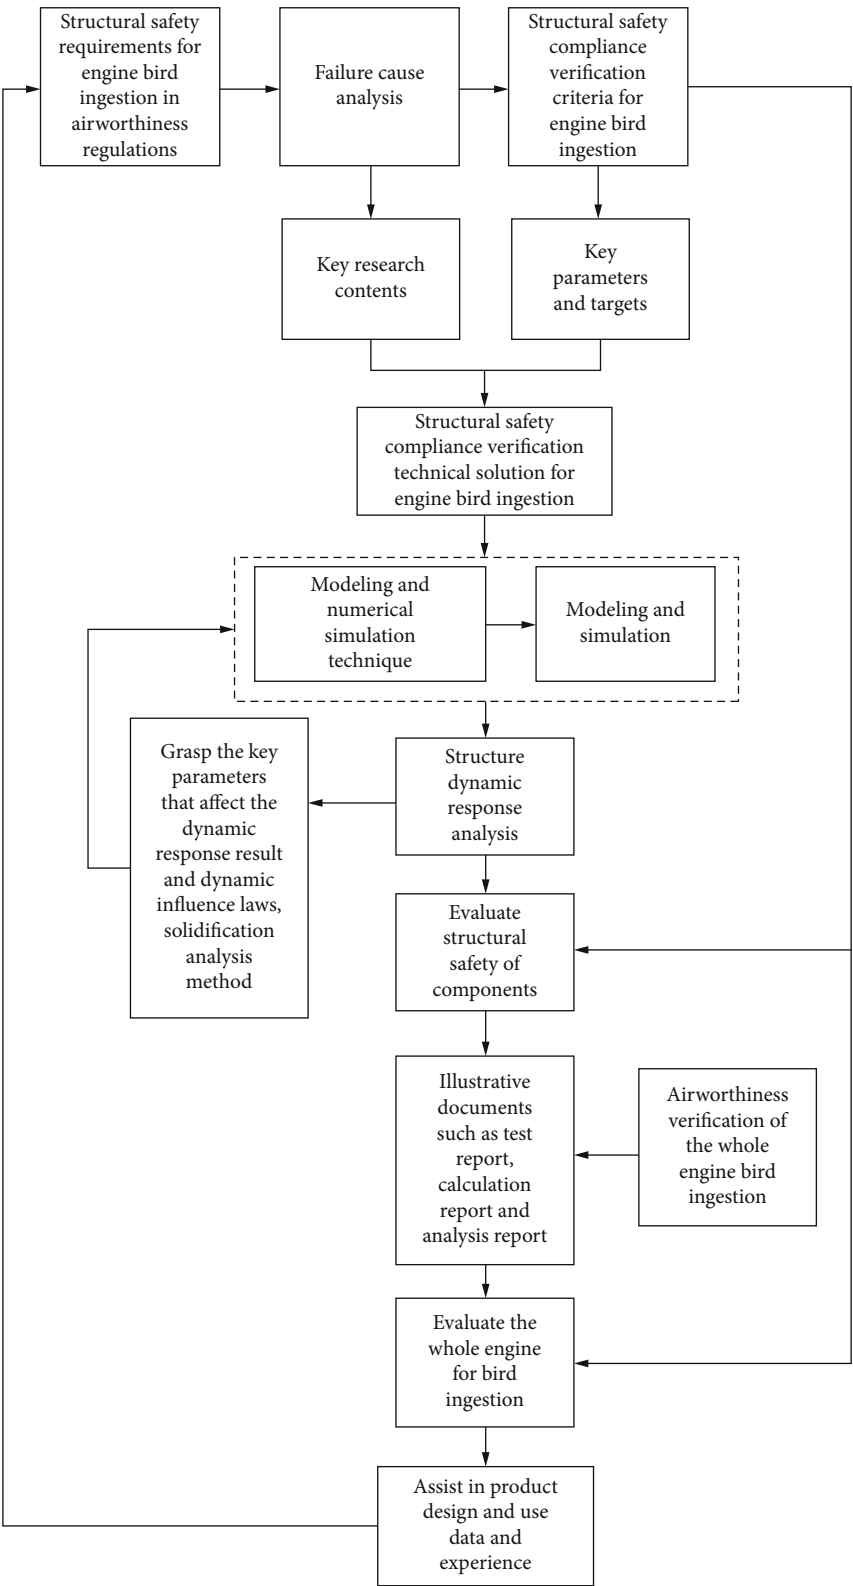 Structural safety
requirements for
engine bird
ingestion in
airworthiness
regulations
Failure cause
analysis
Structural safety
compliance
verification
criteria for
engine bird
ingestion
Key research
contents
Key
parameters
and targets
Structural safety
compliance verification
technical solution for
engine bird ingestion
Modeling and
numerical
simulation
technique
Modeling and
simulation
Grasp the key
parameters
that affect the
dynamic
response result
and dynamic
influence laws,
solidification
analysis
method
Structure
dynamic
response
analysis
Evaluate
structural
safety of
components
Illustrative
documents
such as test
report,
calculation
report and
analysis report
Airworthiness
verification of
the whole
engine bird
ingestion
Evaluate the
whole engine
for bird
ingestion
Assist in product
design and use
data and
experience